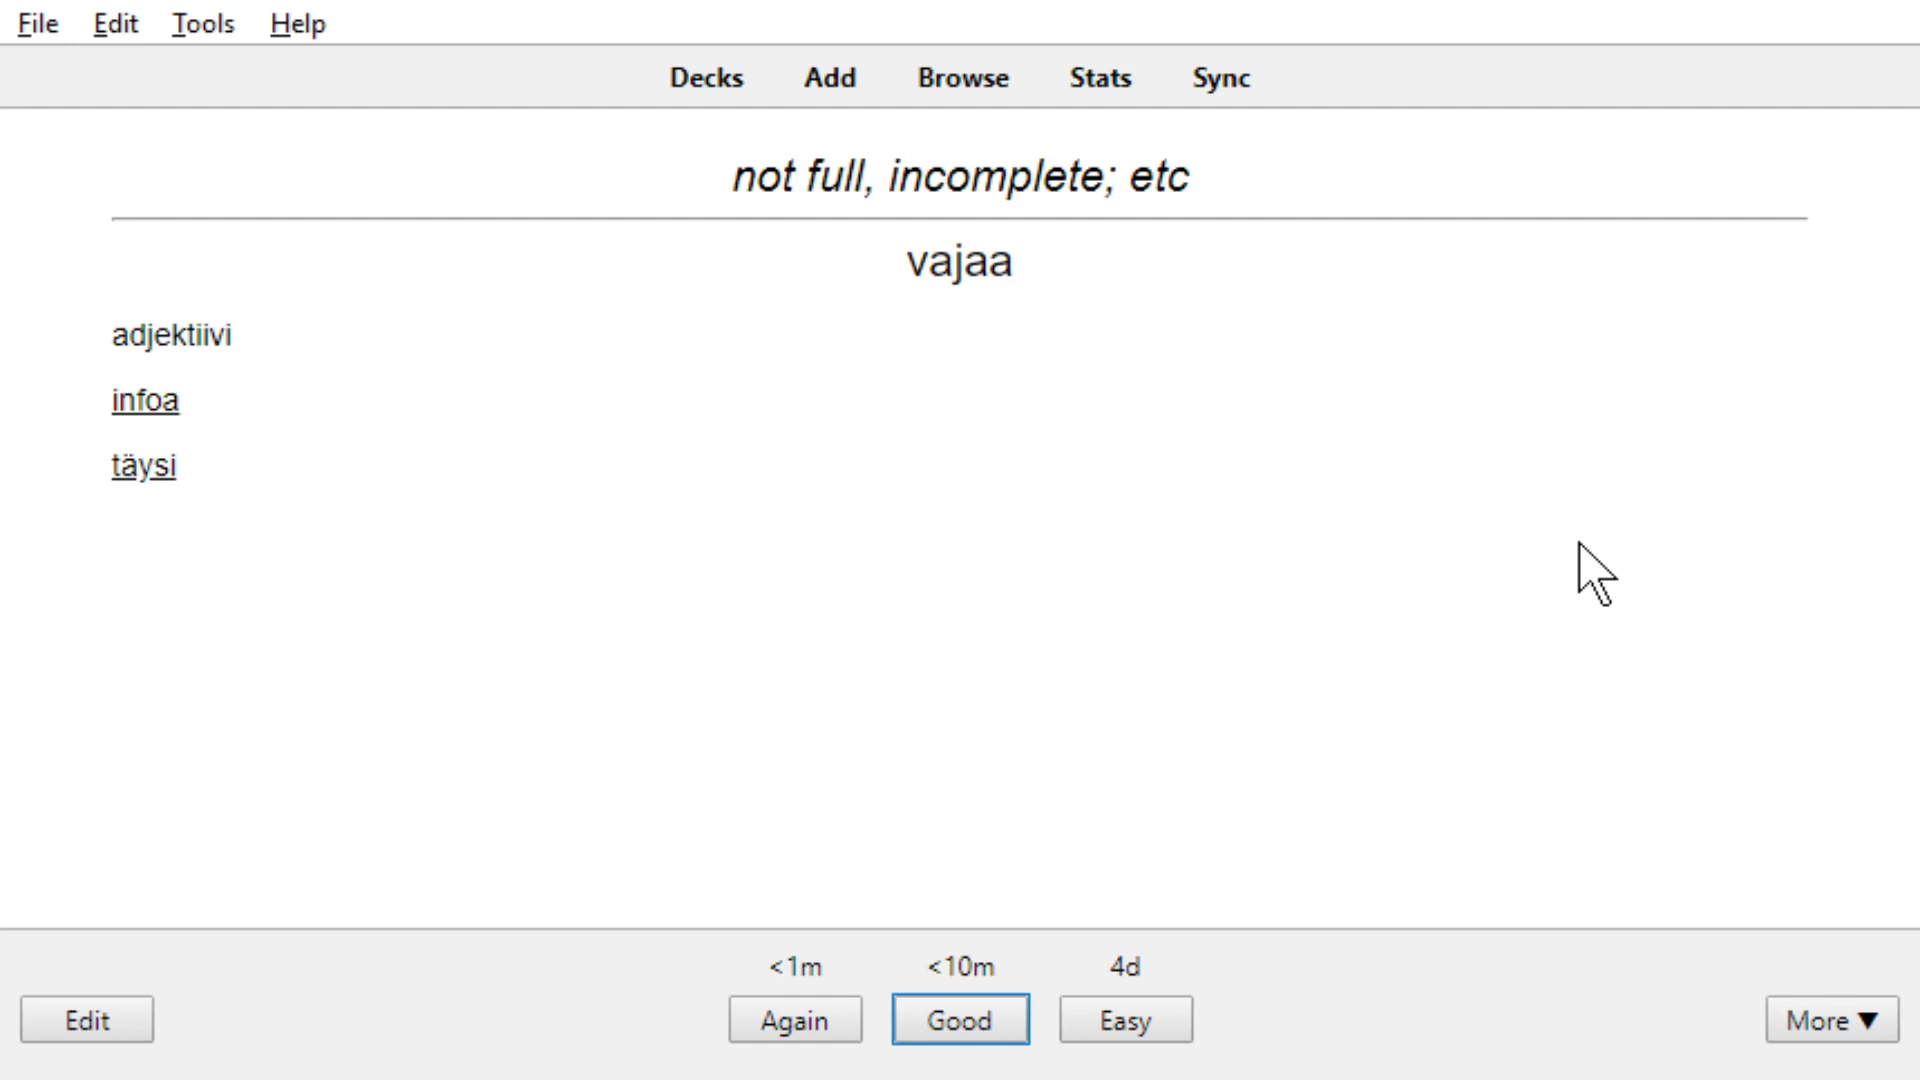 File Edit Tools Help
Decks Add Browse Stats Sync
not full, incomplete; etc
vajaa
adjektiivi
infoa
täysi
<1m <10m 4d
Edit Again Good Easy More ▼